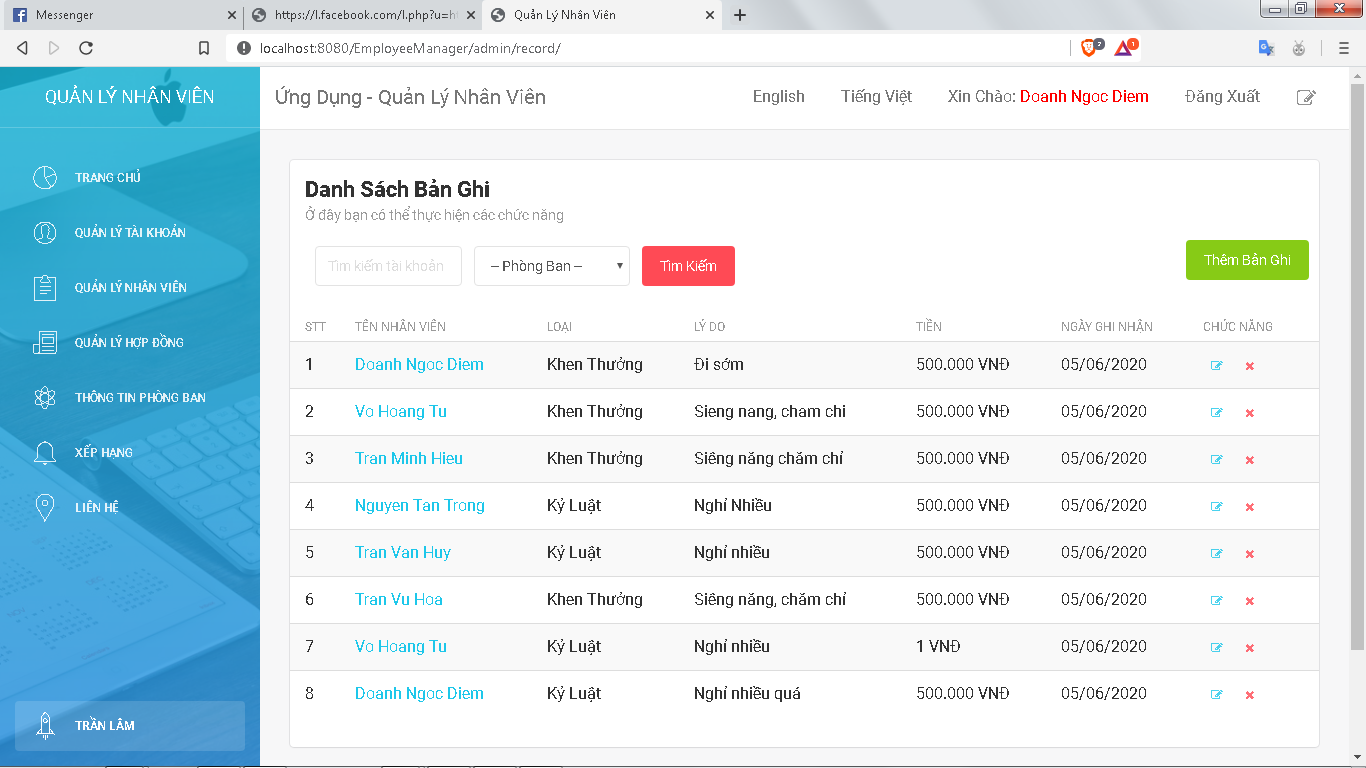 Messenger
https://l.facebook.com/l.php?u=h
Quản Lý Nhân Viên
localhost:8080/EmployeeManager/admin/record/
7
1
QUẢN LÝ NHÂN VIÊN
Ứng Dụng - Quản Lý Nhân Viên
English
Tiếng Việt
Xin Chào: Doanh Ngoc Diem
Đăng Xuất
TRANG CHỦ
QUẢN LÝ TÀI KHOẢN
QUẢN LÝ NHÂN VIÊN
QUẢN LÝ HỢP ĐỒNG
THÔNG TIN PHÒNG BAN
XẾP HẠNG
LIÊN HỆ
TRẦN LÂM
Danh Sách Bản Ghi
Ở đây bạn có thể thực hiện các chức năng
Tìm kiếm tài khoản
-- Phòng Ban --
Tìm Kiếm
Thêm Bản Ghi
STT TÊN NHÂN VIÊN LOẠI LÝ DO TIỀN NGÀY GHI NHẬN CHỨC NĂNG
1 Doanh Ngoc Diem Khen Thưởng Đi sớm 500.000 VNĐ 05/06/2020
2 Vo Hoang Tu Khen Thưởng Sieng nang, cham chi 500.000 VNĐ 05/06/2020
3 Tran Minh Hieu Khen Thưởng Siêng năng chăm chỉ 500.000 VNĐ 05/06/2020
4 Nguyen Tan Trong Kỷ Luật Nghỉ Nhiều 500.000 VNĐ 05/06/2020
5 Tran Van Huy Kỷ Luật Nghỉ nhiều 500.000 VNĐ 05/06/2020
6 Tran Vu Hoa Khen Thưởng Siêng năng, chăm chỉ 500.000 VNĐ 05/06/2020
7 Vo Hoang Tu Kỷ Luật Nghỉ nhiều 1 VNĐ 05/06/2020
8 Doanh Ngoc Diem Kỷ Luật Nghỉ nhiều quá 500.000 VNĐ 05/06/2020